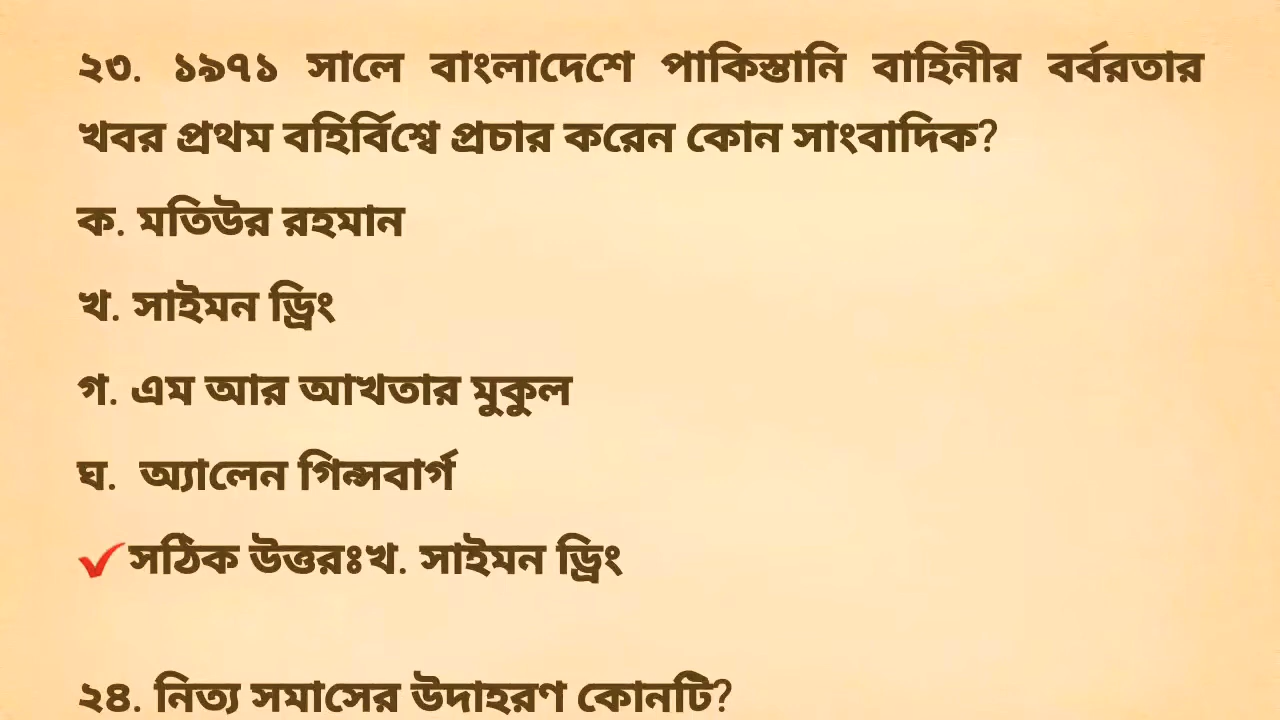 ২৩. ১৯৭১ সালে বাংলাদেশে পাকিস্তানি বাহিনীর বর্বরতার
খবর প্রথম বহির্বিশ্বে প্রচার করেন কোন সাংবাদিক?
ক. মতিউর রহমান
খ. সাইমন ড্রিং
গ. এম আর আখতার মুকুল
ঘ. অ্যালেন গিন্সবার্গ
✓সঠিক উত্তরঃখ. সাইমন ড্রিং
২৪. নিত্য সমাসের উদাহরণ কোনটি?